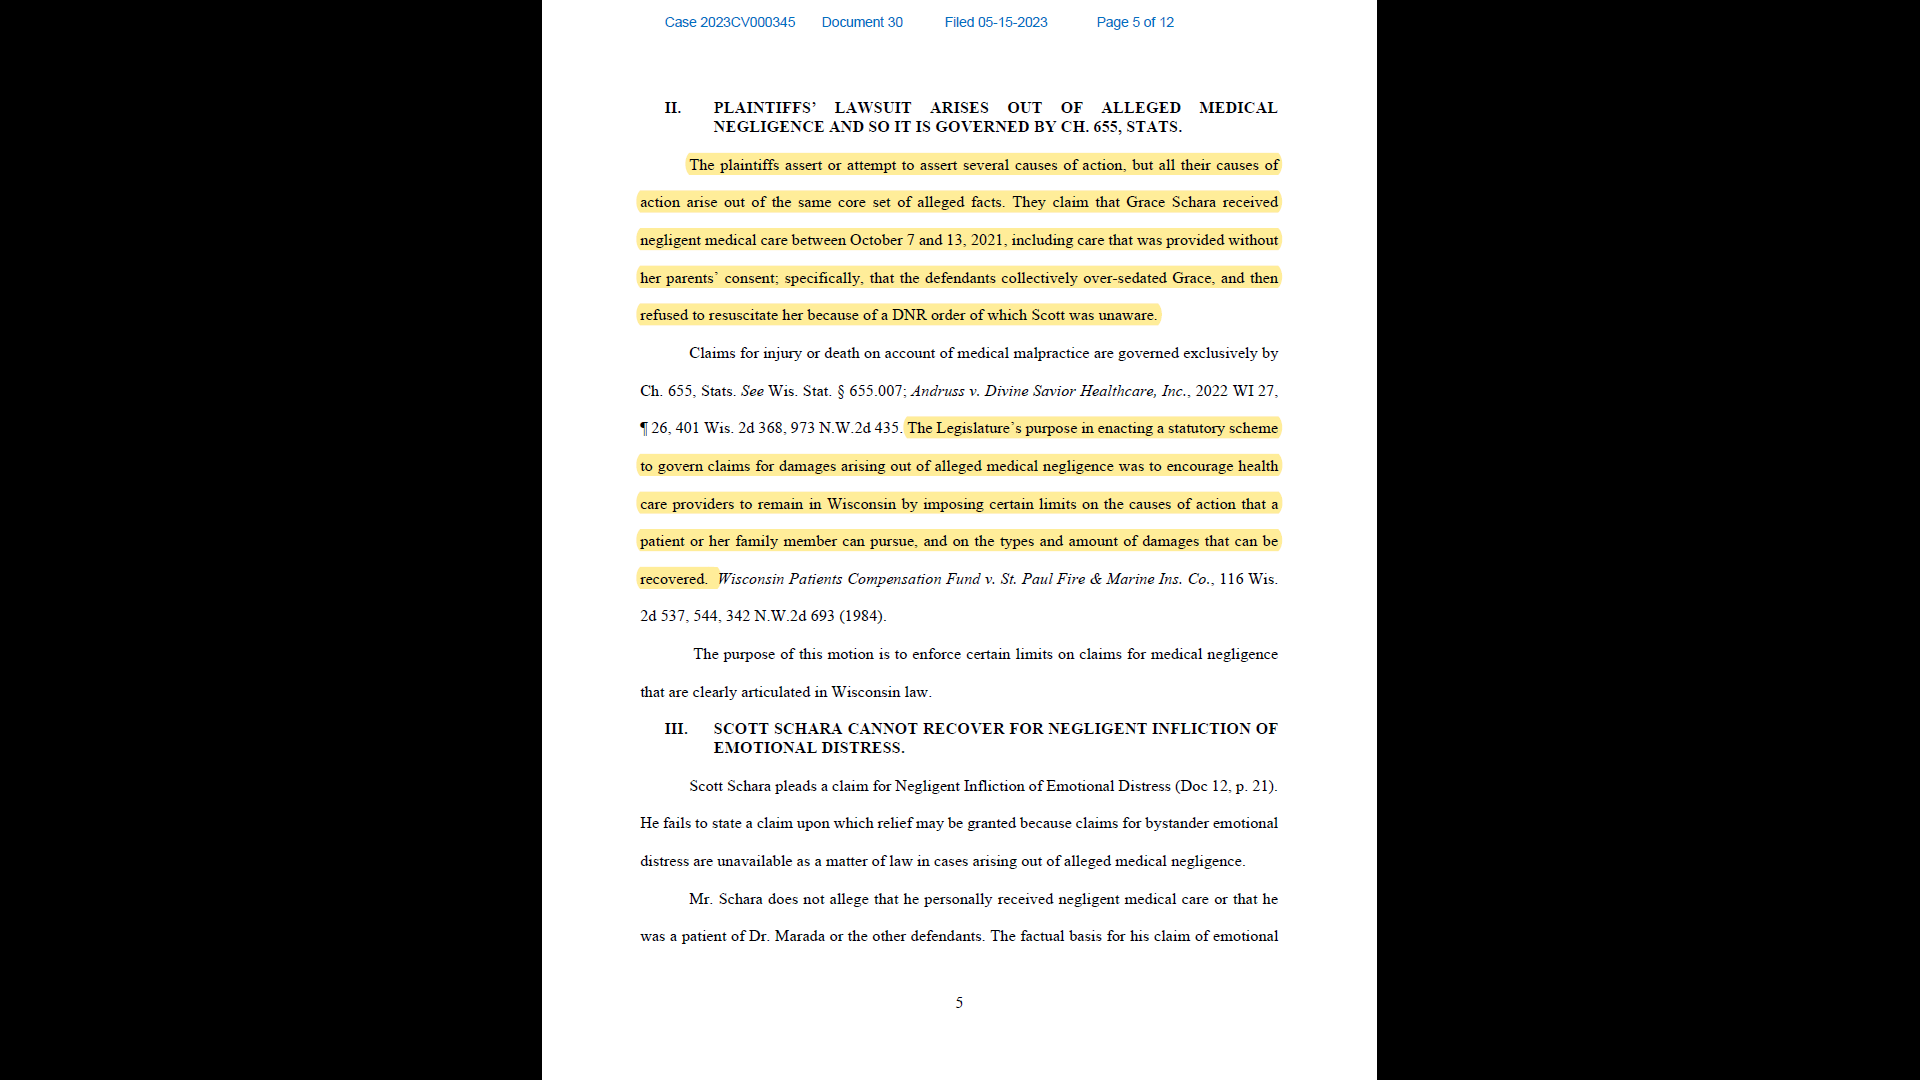 Case 2023CV000345 Document 30 Filed 05-15-2023 Page 5 of 12
II. PLAINTIFFS’ LAWSUIT ARISES OUT OF ALLEGED MEDICAL
NEGLIGENCE AND SO IT IS GOVERNED BY CH. 655, STATS.
The plaintiffs assert or attempt to assert several causes of action, but all their causes of
action arise out of the same core set of alleged facts. They claim that Grace Schara received
negligent medical care between October 7 and 13, 2021, including care that was provided without
her parents’ consent; specifically, that the defendants collectively over-sedated Grace, and then
refused to resuscitate her because of a DNR order of which Scott was unaware.
Claims for injury or death on account of medical malpractice are governed exclusively by
Ch. 655, Stats. See Wis. Stat. § 655.007; Andruss v. Divine Savior Healthcare, Inc., 2022 WI 27,
¶ 26, 401 Wis. 2d 368, 973 N.W.2d 435. The Legislature’s purpose in enacting a statutory scheme
to govern claims for damages arising out of alleged medical negligence was to encourage health
care providers to remain in Wisconsin by imposing certain limits on the causes of action that a
patient or her family member can pursue, and on the types and amount of damages that can be
recovered. Wisconsin Patients Compensation Fund v. St. Paul Fire & Marine Ins. Co., 116 Wis.
2d 537, 544, 342 N.W.2d 693 (1984).
The purpose of this motion is to enforce certain limits on claims for medical negligence
that are clearly articulated in Wisconsin law.
III. SCOTT SCHARA CANNOT RECOVER FOR NEGLIGENT INFLICTION OF
EMOTIONAL DISTRESS.
Scott Schara pleads a claim for Negligent Infliction of Emotional Distress (Doc 12, p. 21).
He fails to state a claim upon which relief may be granted because claims for bystander emotional
distress are unavailable as a matter of law in cases arising out of alleged medical negligence.
Mr. Schara does not allege that he personally received negligent medical care or that he
was a patient of Dr. Marada or the other defendants. The factual basis for his claim of emotional
5